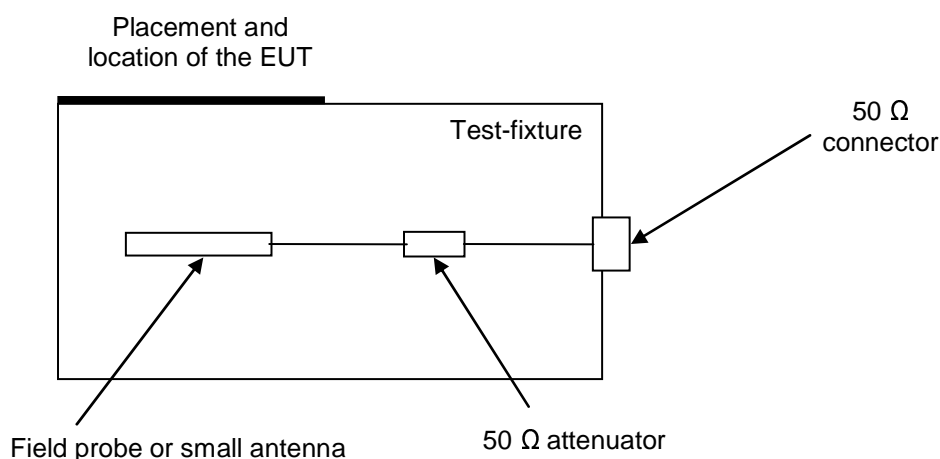 Placement and
location of the EUT
Test-fixture
50 Ω
connector
Field probe or small antenna
50 Ω attenuator